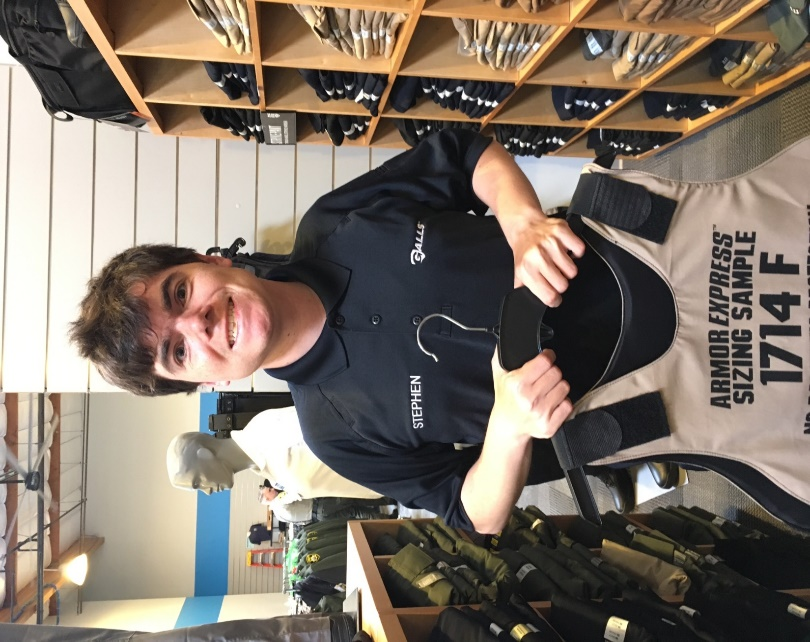 GALLS
STEPHEN
ARMOR EXPRESS™
SIZING SAMPLE
1714 F